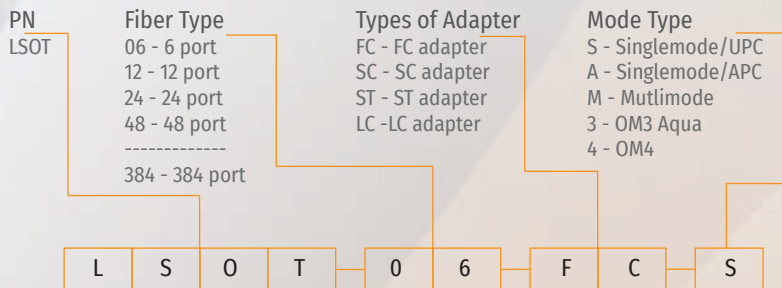 PN
LSOT
Fiber Type
06 - 6 port
12 - 12 port
24 - 24 port
48 - 48 port
-------------
384 - 384 port
Types of Adapter
FC - FC adapter
SC - SC adapter
ST - ST adapter
LC -LC adapter
Mode Type
S - Singlemode/UPC
A - Singlemode/APC
M - Mutlimode
3 - OM3 Aqua
4 - OM4
L S O T - 0 6 - F C - S